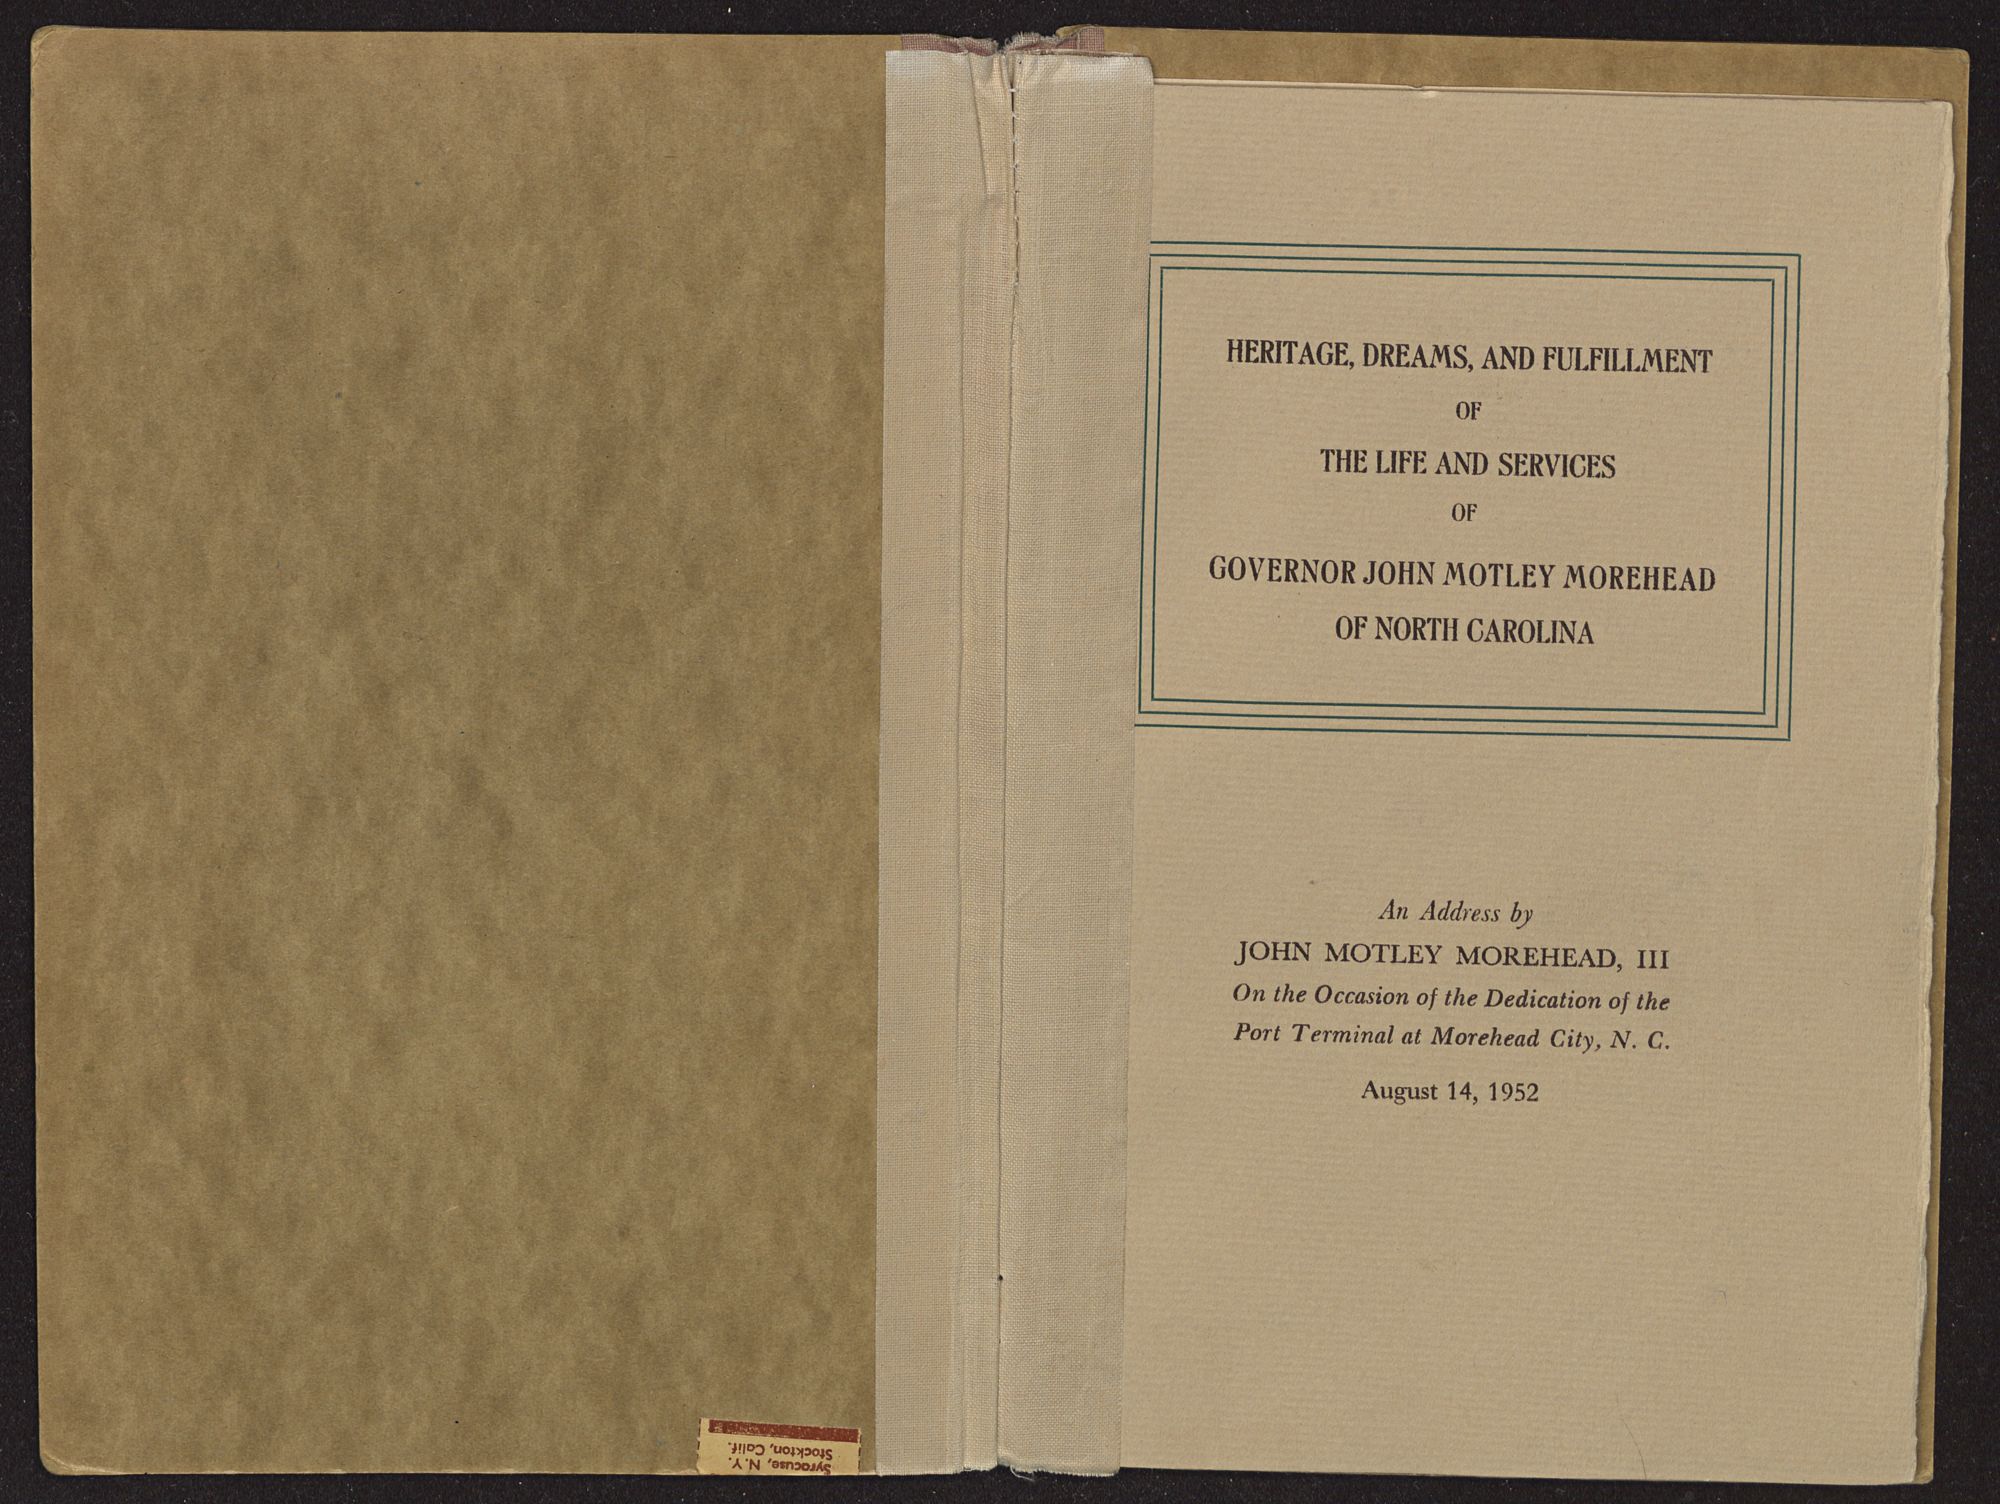 HERITAGE, DREAMS, AND FULFILLMENT
OF
THE LIFE AND SERVICES
OF
GOVERNOR JOHN MOTLEY MOREHEAD
OF NORTH CAROLINA
An Address by
JOHN MOTLEY MOREHEAD, III
On the Occasion of the Dedication of the
Port Terminal at Morehead City, N. C.
August 14, 1952
Syracuse, N.Y.
Stockton, Calif.